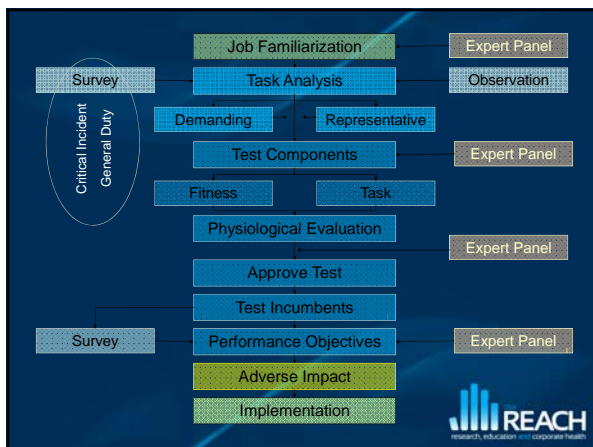 Job Familiarization
Expert Panel
Survey
Task Analysis
Observation
Critical Incident
General Duty
Demanding
Representative
Test Components
Expert Panel
Fitness
Task
Physiological Evaluation
Expert Panel
Approve Test
Test Incumbents
Survey
Performance Objectives
Expert Panel
Adverse Impact
Implementation
REACH
research, education and corporate health